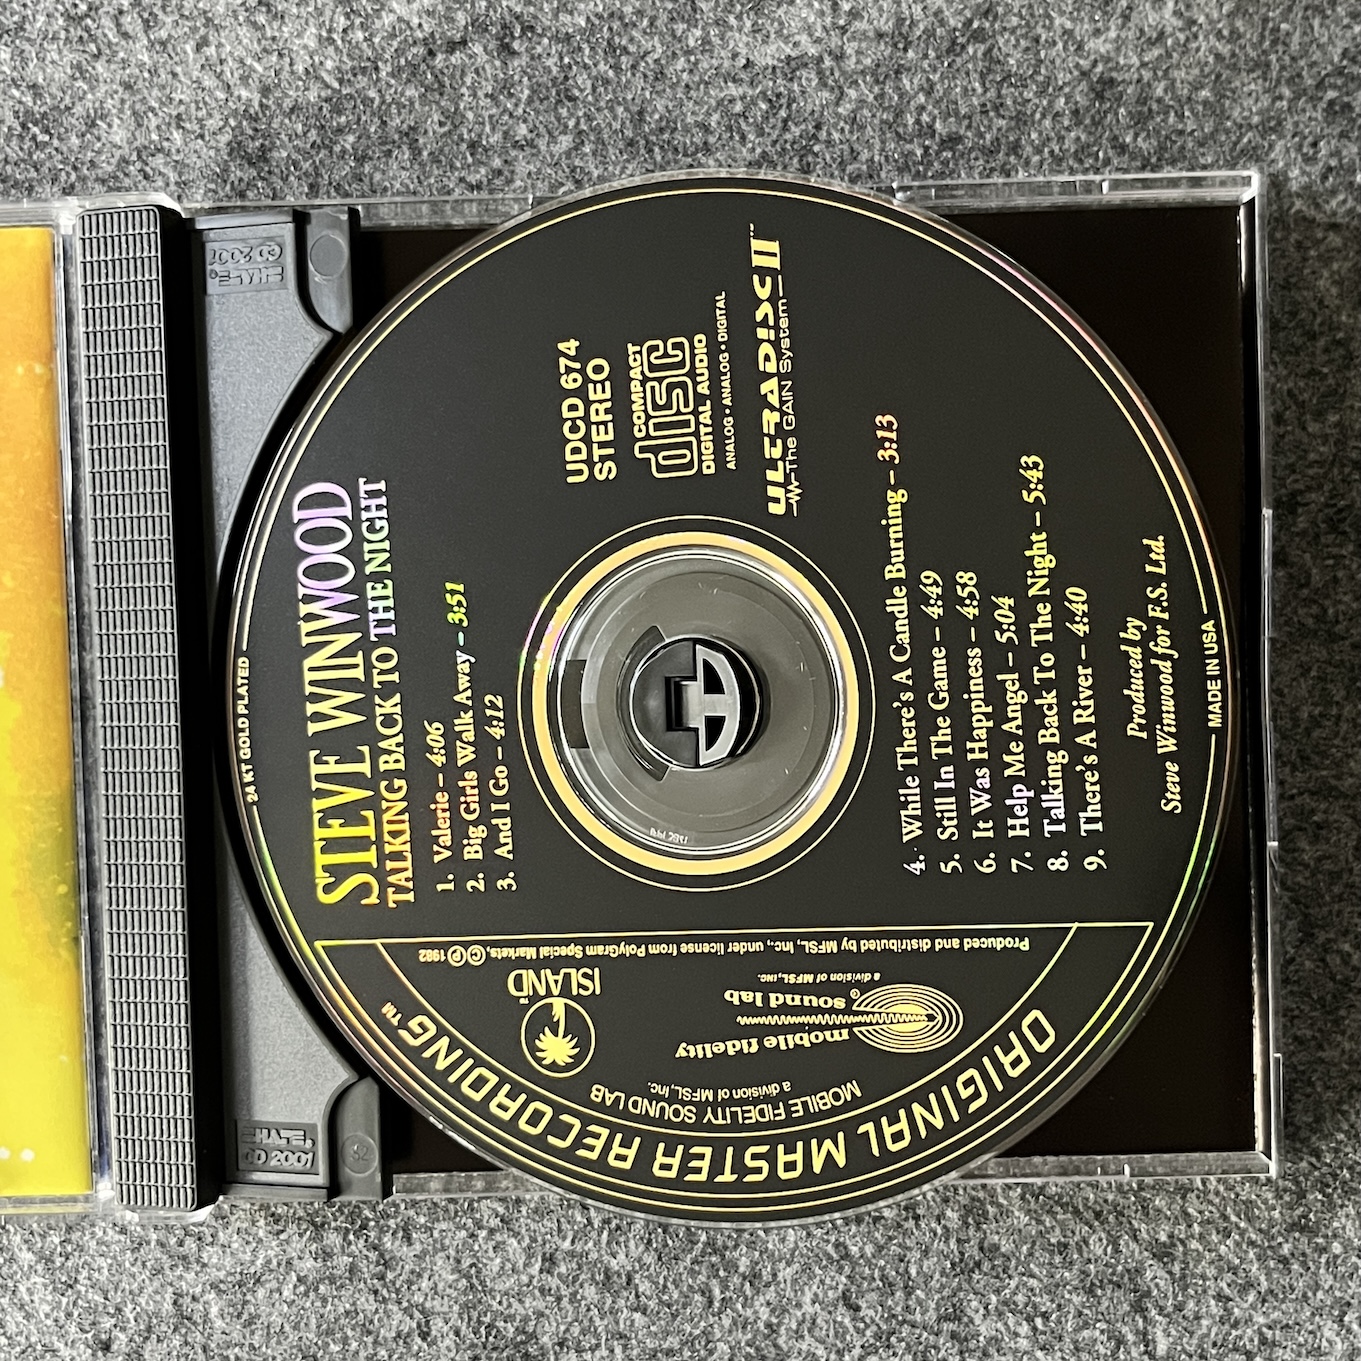 24 KT GOLD PLATED
STEVE WINWOOD
TALKING BACK TO THE NIGHT
1. Valerie – 4:06
2. Big Girls Walk Away – 3:51
3. And I Go – 4:12
UDCD 674
STEREO
COMPACT
disc
DIGITAL AUDIO
ANALOG • ANALOG • DIGITAL
ULTRADISC II™
The GAIN System
4. While There's A Candle Burning – 3:13
5. Still In The Game – 4:49
6. It Was Happiness – 4:58
7. Help Me Angel – 5:04
8. Talking Back To The Night – 5:43
9. There's A River – 4:40
Produced by
Steve Winwood for F.S. Ltd.
MADE IN USA
Produced and distributed by MFSL, Inc., under license from PolyGram Special Markets, © ℗ 1982
ISLAND™
mobile fidelity
sound lab®
a division of MFSL, INC.
MOBILE FIDELITY SOUND LAB
a division of MFSL, Inc.
ORIGINAL MASTER RECORDING™
CD 2001
CD 2001
52